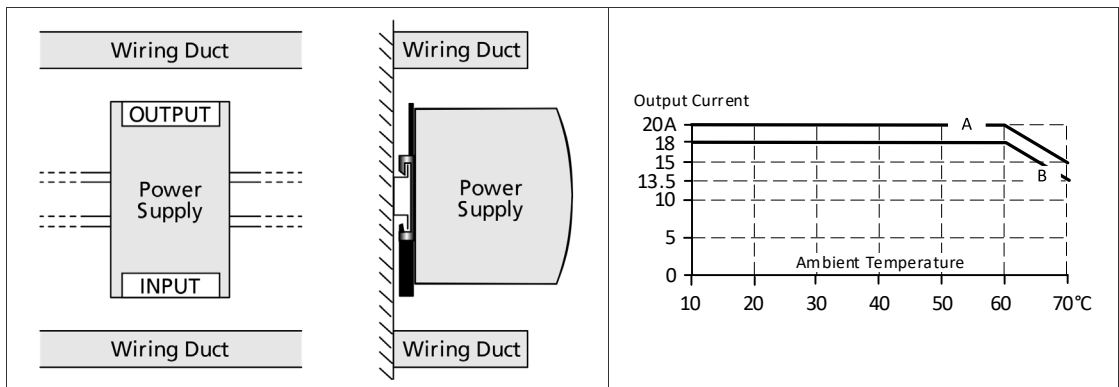 Wiring Duct
OUTPUT
Power
Supply
INPUT
Wiring Duct
Wiring Duct
Power
Supply
Wiring Duct
Output Current
20A
18
15
13.5
10
5
0
A
B
Ambient Temperature
10 20 30 40 50 60 70°C